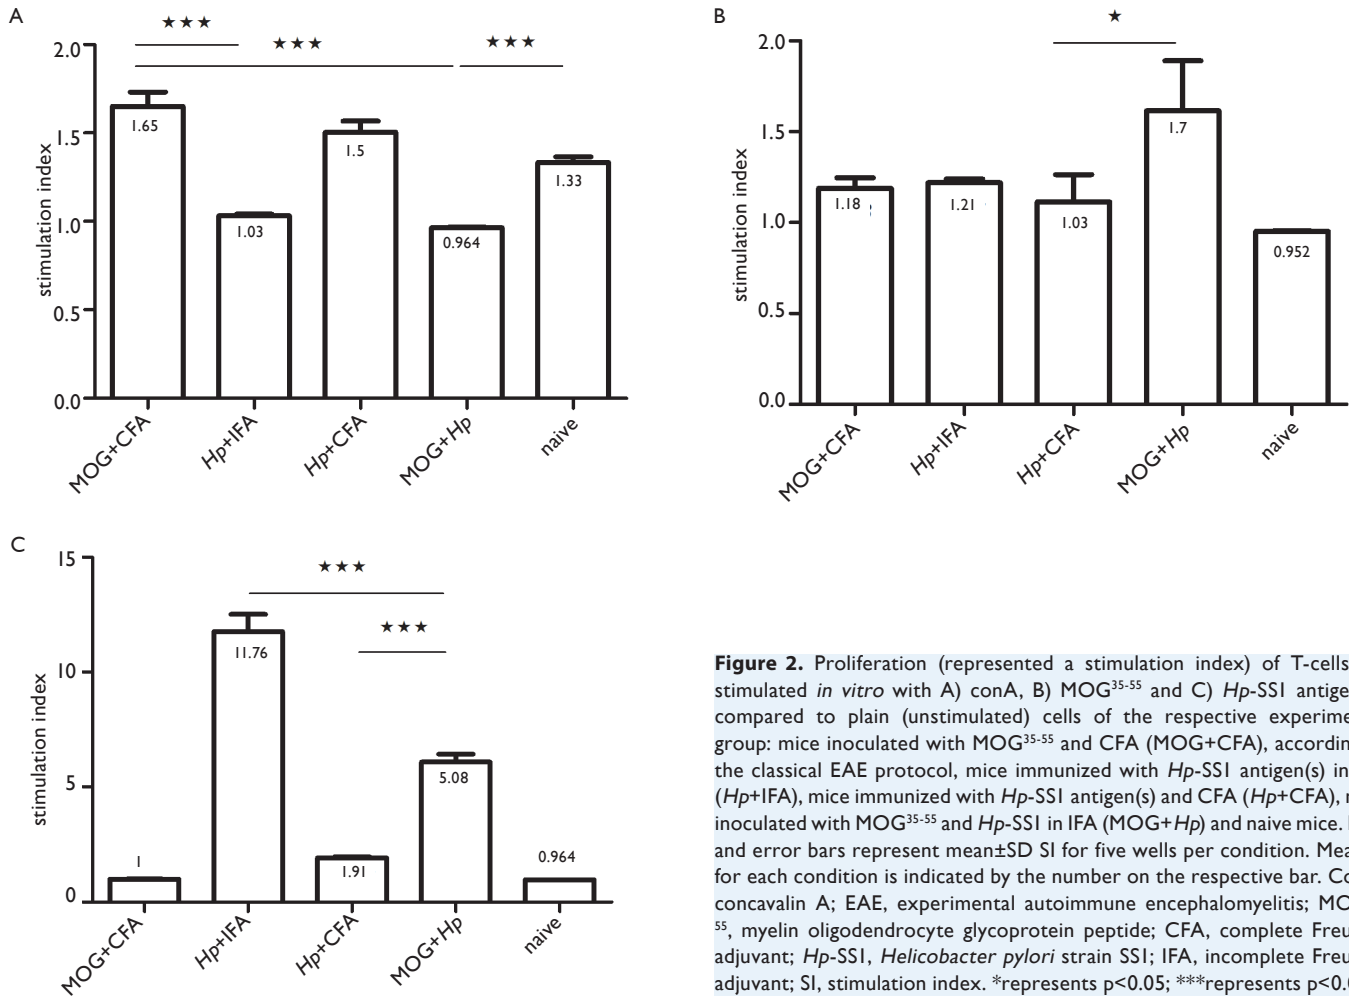 A
★★★
★★★
★★★
2.0
1.5
1.0
0.5
0.0
stimulation index
1.65
1.03
1.5
0.964
1.33
MOG+CFA
Hp+IFA
Hp+CFA
MOG+Hp
naive
B
★
2.0
1.5
1.0
0.5
0.0
stimulation index
1.18
1.21
1.03
1.7
0.952
MOG+CFA
Hp+IFA
Hp+CFA
MOG+Hp
naive
C
★★★
★★★
15
10
5
0
stimulation index
1
11.76
1.91
5.08
0.964
MOG+CFA
Hp+IFA
Hp+CFA
MOG+Hp
naive
Figure 2. Proliferation (represented a stimulation index) of T-cells
stimulated in vitro with A) conA, B) MOG35-55 and C) Hp-SS1 antige
compared to plain (unstimulated) cells of the respective experime
group: mice inoculated with MOG35-55 and CFA (MOG+CFA), accordin
the classical EAE protocol, mice immunized with Hp-SS1 antigen(s) in
(Hp+IFA), mice immunized with Hp-SS1 antigen(s) and CFA (Hp+CFA),
inoculated with MOG35-55 and Hp-SS1 in IFA (MOG+Hp) and naive mice.
and error bars represent mean±SD SI for five wells per condition. Mea
for each condition is indicated by the number on the respective bar. Co
concavalin A; EAE, experimental autoimmune encephalomyelitis; MO
55, myelin oligodendrocyte glycoprotein peptide; CFA, complete Freu
adjuvant; Hp-SS1, Helicobacter pylori strain SS1; IFA, incomplete Freu
adjuvant; SI, stimulation index. *represents p<0.05; ***represents p<0.